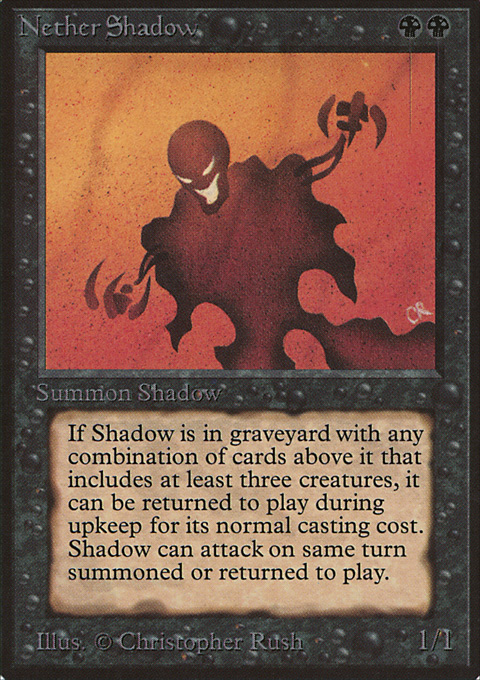 Nether Shadow
CR
Summon Shadow
If Shadow is in graveyard with any
combination of cards above it that
includes at least three creatures, it
can be returned to play during
upkeep for its normal casting cost.
Shadow can attack on same turn
summoned or returned to play.
Illus. © Christopher Rush
1/1